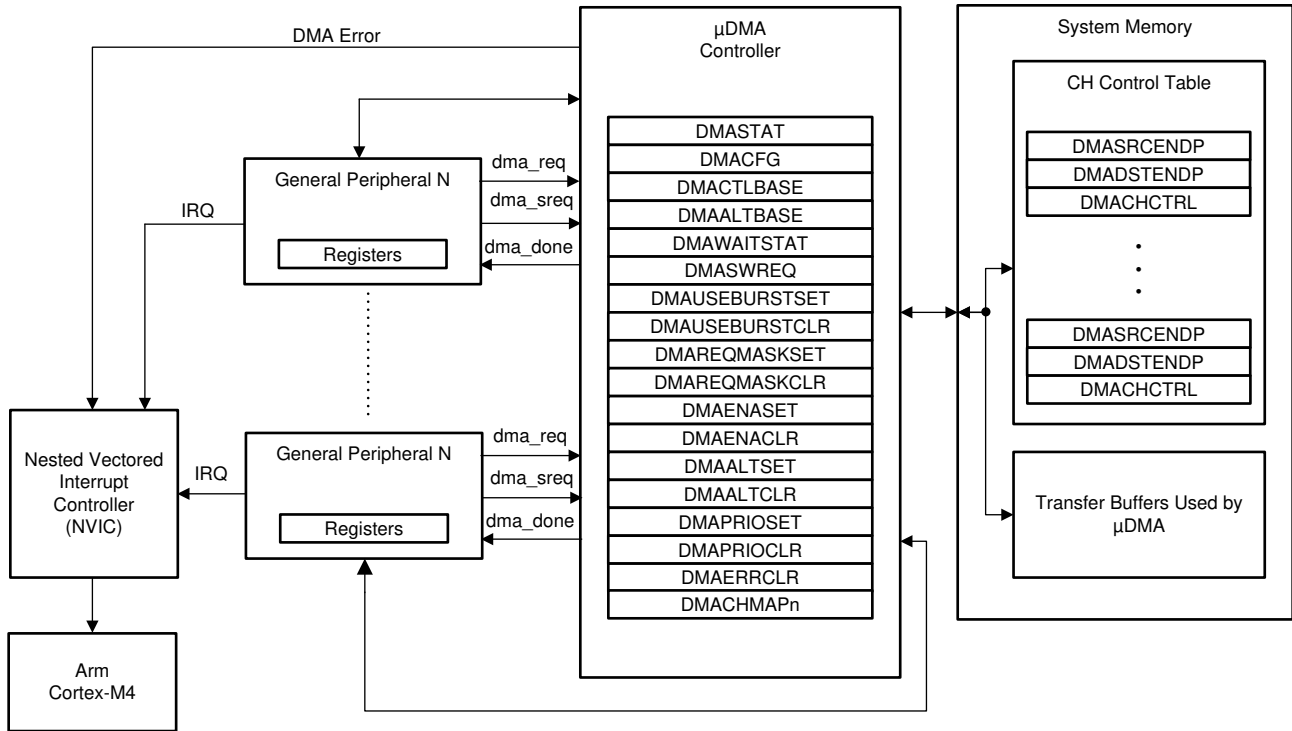 DMA Error
µDMA
Controller
System Memory
CH Control Table
DMASTAT
DMACFG
DMACTLBASE
DMAALTBASE
DMAWAITSTAT
DMASWREQ
DMAUSEBURSTSET
DMAUSEBURSTCLR
DMAREQMASKSET
DMAREQMASKCLR
DMAENASET
DMAENACLR
DMAALTSET
DMAALTCLR
DMAPRIOSET
DMAPRIOCLR
DMAERRCLR
DMACHMAPn
DMASRCENDP
DMADSTENDP
DMACHCTRL
DMASRCENDP
DMADSTENDP
DMACHCTRL
Transfer Buffers Used by
µDMA
General Peripheral N
Registers
dma_req
dma_sreq
dma_done
IRQ
General Peripheral N
Registers
dma_req
dma_sreq
dma_done
IRQ
Nested Vectored
Interrupt
Controller
(NVIC)
Arm
Cortex-M4